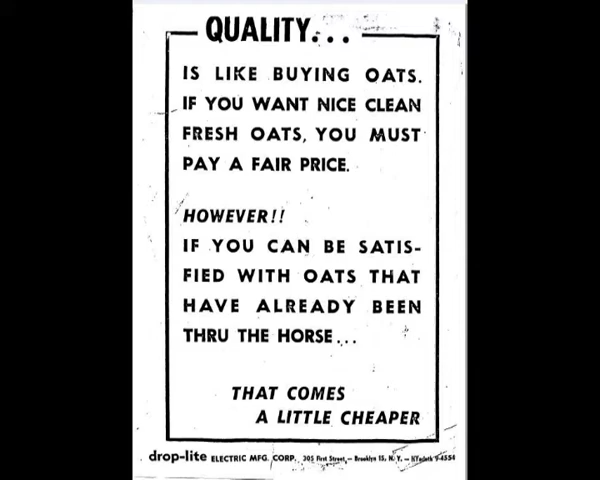 QUALITY...
IS LIKE BUYING OATS.
IF YOU WANT NICE CLEAN
FRESH OATS, YOU MUST
PAY A FAIR PRICE.
HOWEVER!!
IF YOU CAN BE SATIS-
FIED WITH OATS THAT
HAVE ALREADY BEEN
THRU THE HORSE...
THAT COMES
A LITTLE CHEAPER
drop-lite ELECTRIC MFG. CORP. 305 First Street, – Brooklyn 15, N. Y. – 9-4554